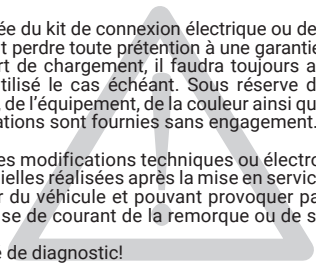 ée du kit de connexion électrique ou de
t perdre toute prétention à une garantie
rt de chargement, il faudra toujours a
tilisé le cas échéant. Sous réserve d
de l'équipement, de la couleur ainsi qu
ations sont fournies sans engagement.
es modifications techniques ou électro
ielles réalisées après la mise en servic
r du véhicule et pouvant provoquer pa
se de courant de la remorque ou de s
e de diagnostic!